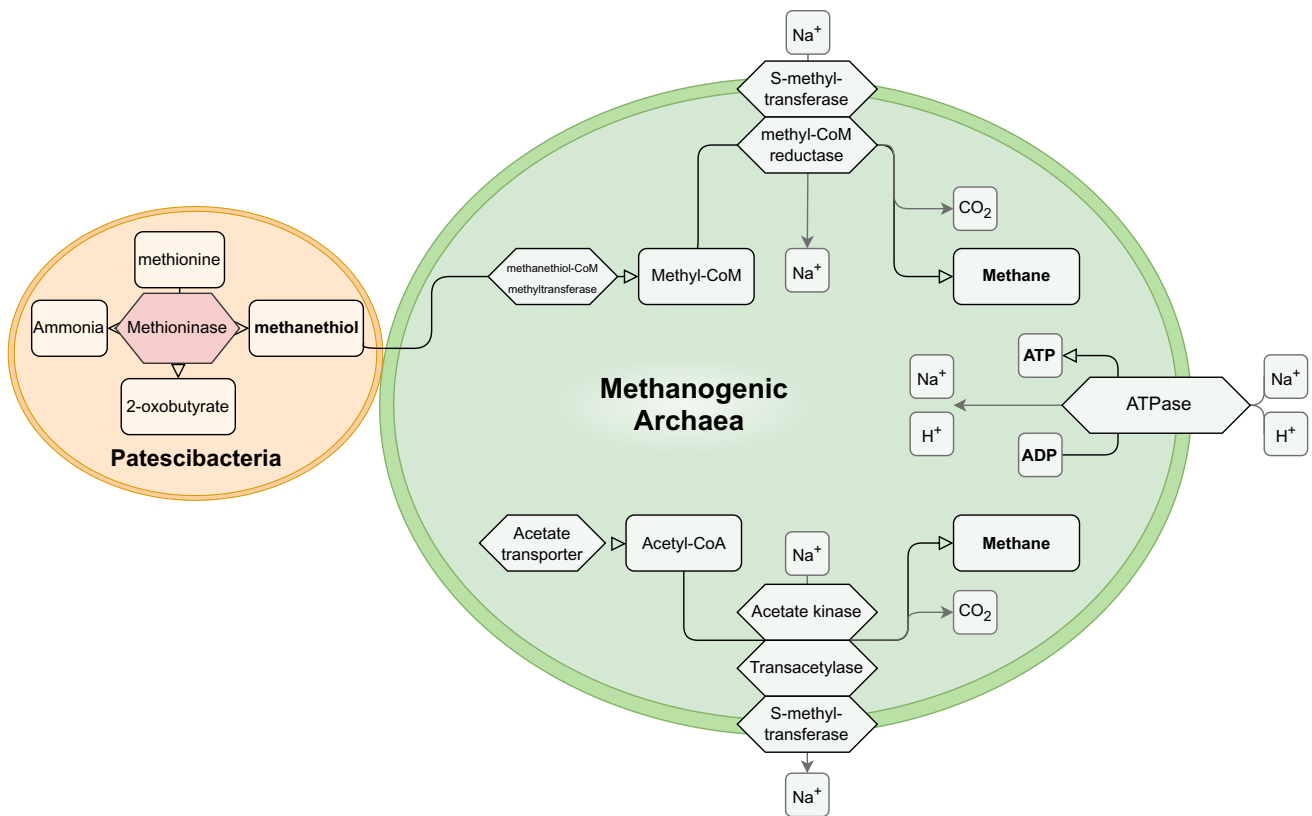 Na⁺
S-methyl-
transferase
methyl-CoM
reductase
CO₂
Na⁺
Methane
methanethiol-CoM
methyltransferase
Methyl-CoM
methionine
Ammonia
Methioninase
methanethiol
2-oxobutyrate
Patescibacteria
Methanogenic
Archaea
ATP
Na⁺
H⁺
ADP
ATPase
Na⁺
H⁺
Acetate
transporter
Acetyl-CoA
Na⁺
Methane
Acetate kinase
CO₂
Transacetylase
S-methyl-
transferase
Na⁺